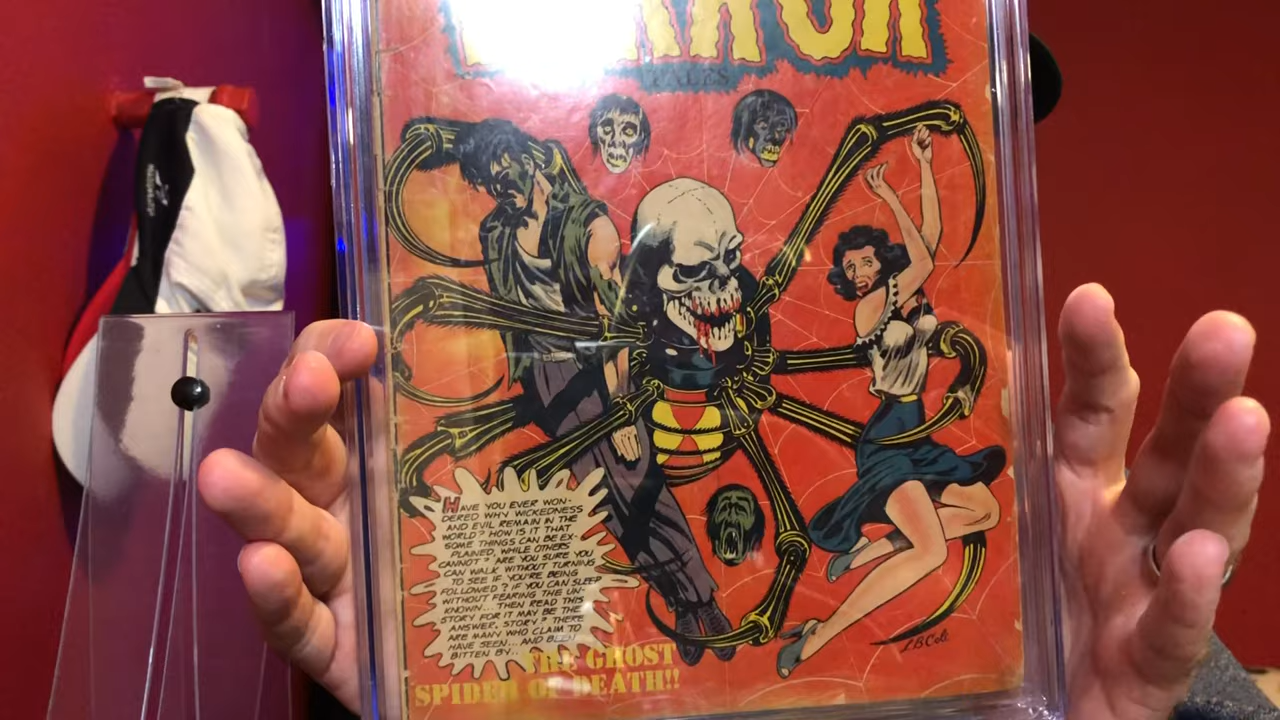 TALES
HAVE YOU EVER WON-
DERED WHY WICKEDNESS
AND EVIL REMAIN IN THE
WORLD? HOW IS IT THAT
SOME THINGS CAN BE EX-
PLAINED, WHILE OTHERS
CANNOT? ARE YOU SURE YOU
CAN WALK WITHOUT TURNING
TO SEE IF YOU'RE BEING
FOLLOWED? IF YOU CAN SLEEP
WITHOUT FEARING THE UN-
KNOWN... THEN READ THIS
STORY FOR IT MAY BE THE
ANSWER. STORY? THERE
ARE MANY WHO CLAIM TO
HAVE SEEN... AND BEEN
BITTEN BY..
THE GHOST
SPIDER OF DEATH!!
L.B. Cole